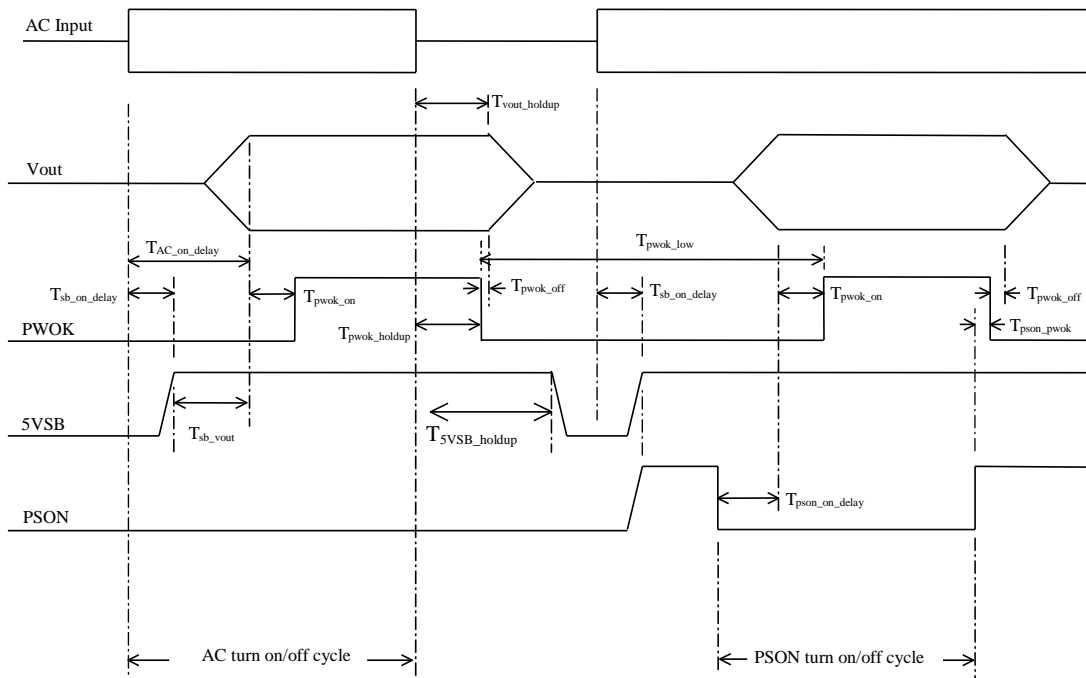 AC Input
Tvout_holdup
Vout
TAC_on_delay
Tpwok_low
Tsb_on_delay
Tpwok_on
Tpwok_off
Tsb_on_delay
Tpwok_on
Tpwok_off
PWOK
Tpwok_holdup
Tpson_pwok
5VSB
Tsb_vout
T5VSB_holdup
PSON
Tpson_on_delay
AC turn on/off cycle
PSON turn on/off cycle